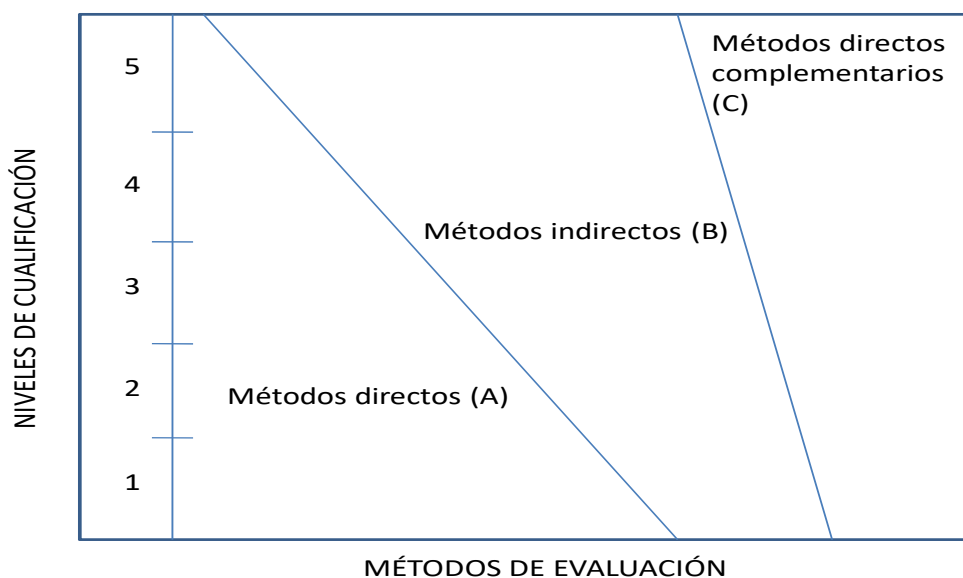 NIVELES DE CUALIFICACIÓN
5
4
3
2
1
Métodos directos (A)
Métodos indirectos (B)
Métodos directos
complementarios
(C)
MÉTODOS DE EVALUACIÓN